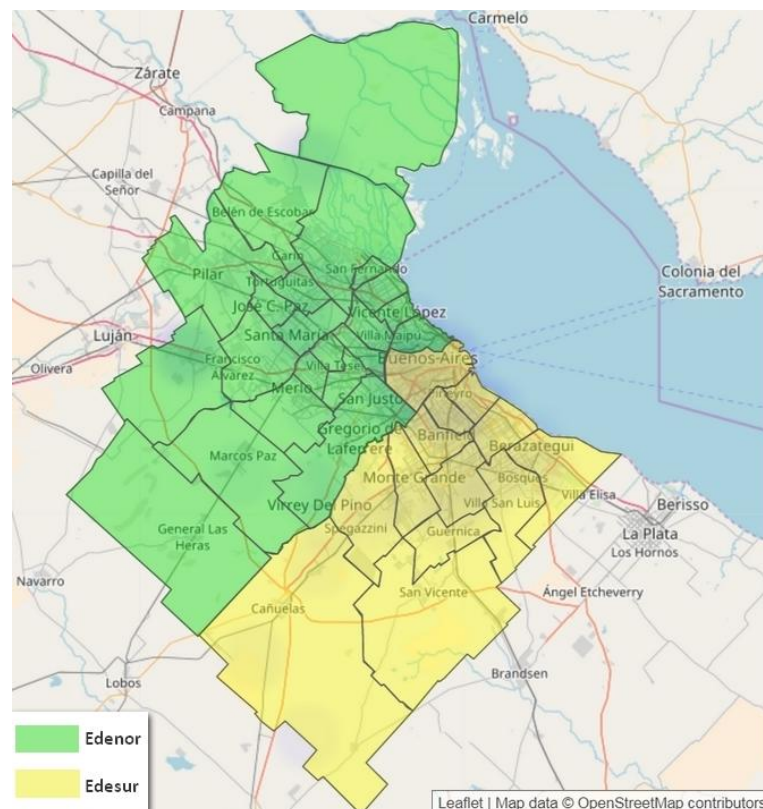 Carmelo
Zárate
Campana
Capilla del
Señor
Belén de Escobar
Garín
San Fernando
Pilar
Tortuguitas
Colonia del
Sacramento
José C. Paz
Vicente López
Luján
Santa María
Villa Maipú
Olivera
Francisco
Álvarez
Villa Tese
Buenos Aires
Merlo
San Justo
iñeyro
Gregorio de
Laferrere
Banfield
Berazategui
Marcos Paz
Monte Grande
Bosques
Villa Elisa
Virrey Del Pino
Villa San Luis
Berisso
General Las
Heras
Spegazzini
Guernica
La Plata
Los Hornos
Navarro
Cañuelas
San Vicente
Ángel Etcheverry
Lobos
Brandsen
Edenor
Edesur
Leaflet | Map data © OpenStreetMap contributors